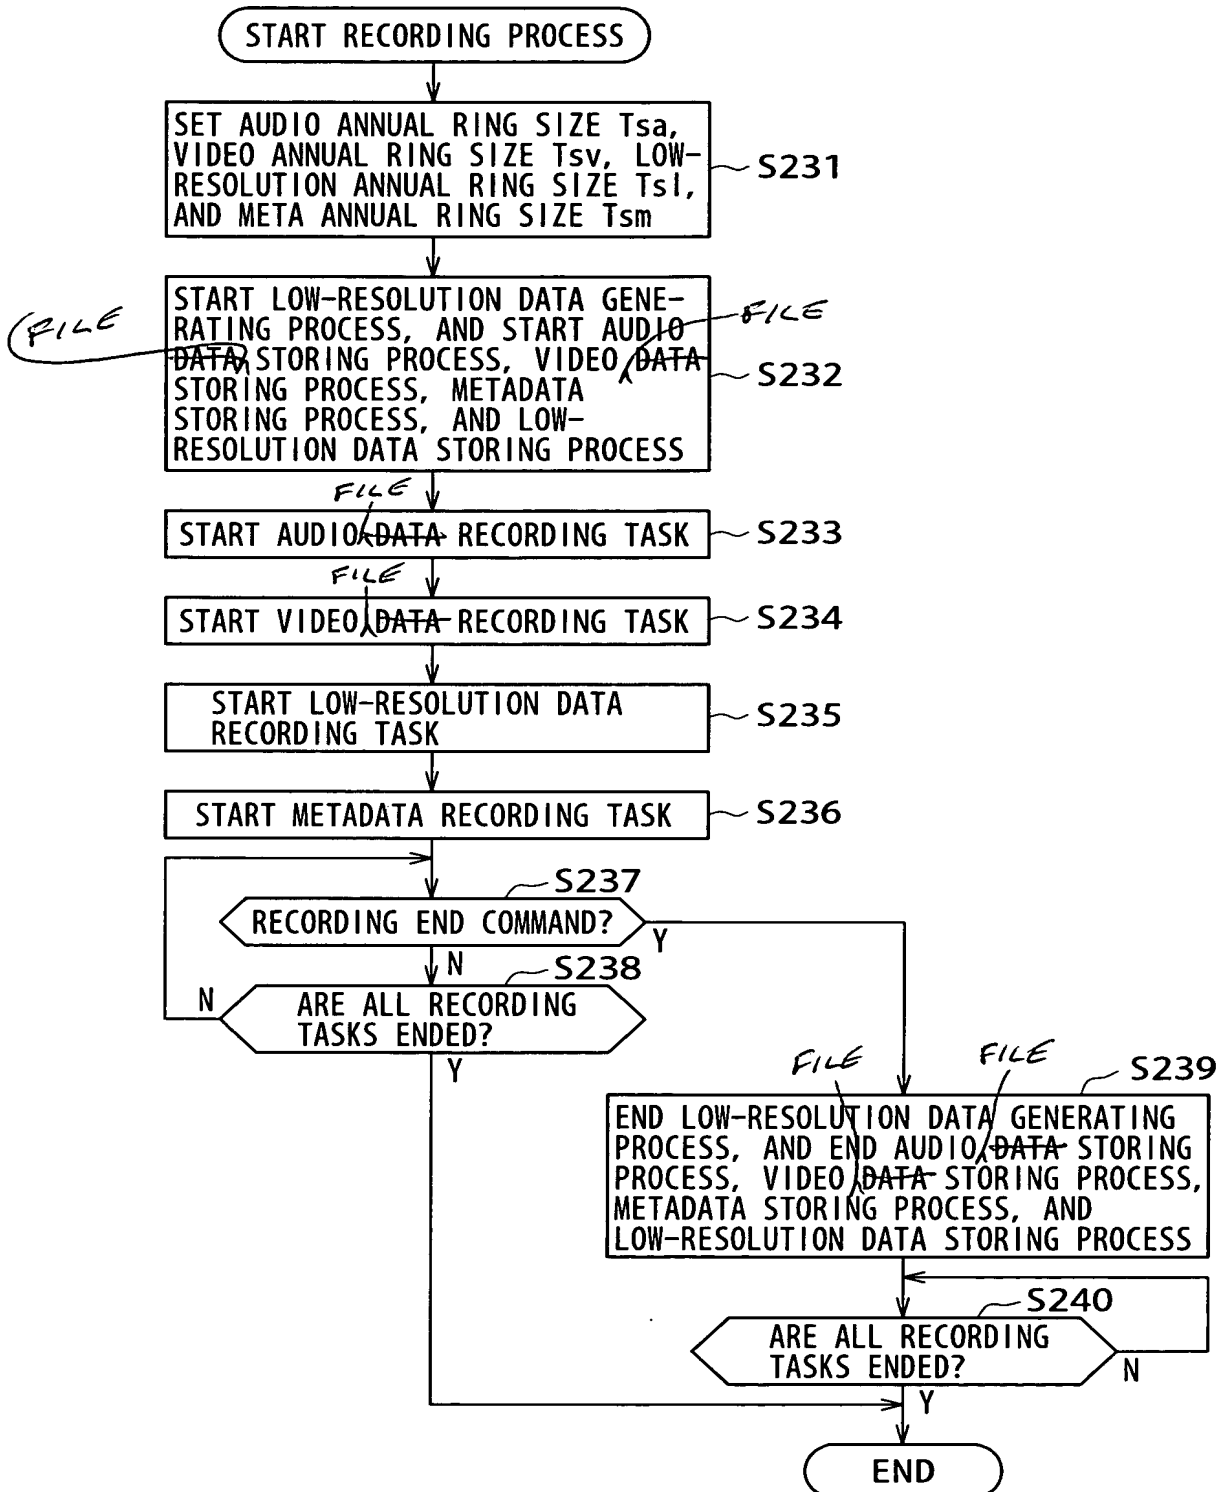 START RECORDING PROCESS
SET AUDIO ANNUAL RING SIZE Tsa,
VIDEO ANNUAL RING SIZE Tsv, LOW-
RESOLUTION ANNUAL RING SIZE Tsl,
AND META ANNUAL RING SIZE Tsm
S231
START LOW-RESOLUTION DATA GENE-
RATING PROCESS, AND START AUDIO
FILE
FILE
DATA STORING PROCESS, VIDEO DATA
STORING PROCESS, METADATA
STORING PROCESS, AND LOW-
RESOLUTION DATA STORING PROCESS
S232
FILE
START AUDIO DATA RECORDING TASK
S233
FILE
START VIDEO DATA RECORDING TASK
S234
START LOW-RESOLUTION DATA
RECORDING TASK
S235
START METADATA RECORDING TASK
S236
S237
RECORDING END COMMAND?
Y
N
S238
N
ARE ALL RECORDING
TASKS ENDED?
Y
FILE
FILE
S239
END LOW-RESOLUTION DATA GENERATING
PROCESS, AND END AUDIO DATA STORING
PROCESS, VIDEO DATA STORING PROCESS,
METADATA STORING PROCESS, AND
LOW-RESOLUTION DATA STORING PROCESS
S240
ARE ALL RECORDING
TASKS ENDED?
N
Y
END